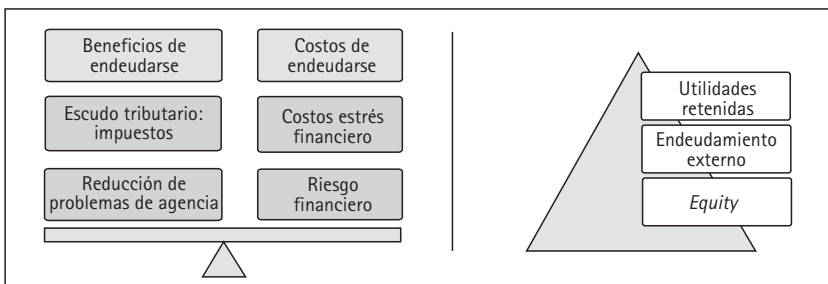 Beneficios de
endeudarse
Costos de
endeudarse
Escudo tributario:
impuestos
Costos estrés
financiero
Reducción de
problemas de agencia
Riesgo
financiero
Utilidades
retenidas
Endeudamiento
externo
Equity